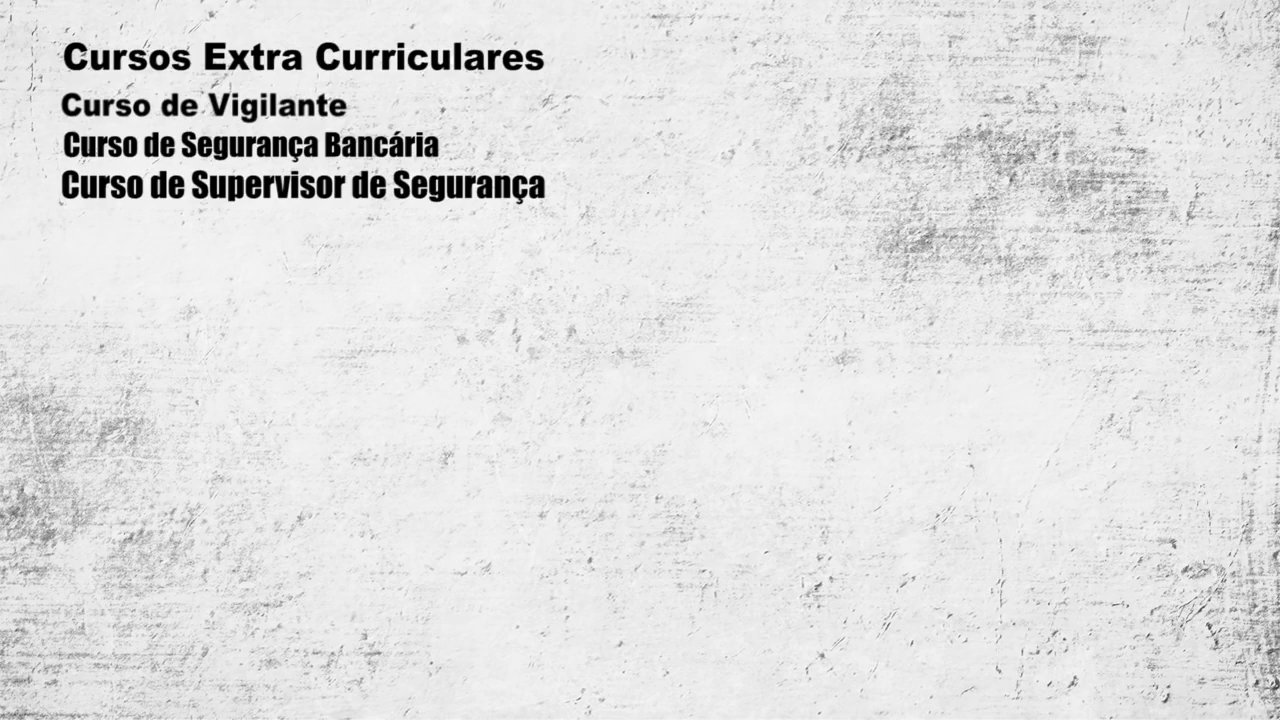 Cursos Extra Curriculares
Curso de Vigilante
Curso de Segurança Bancária
Curso de Supervisor de Segurança